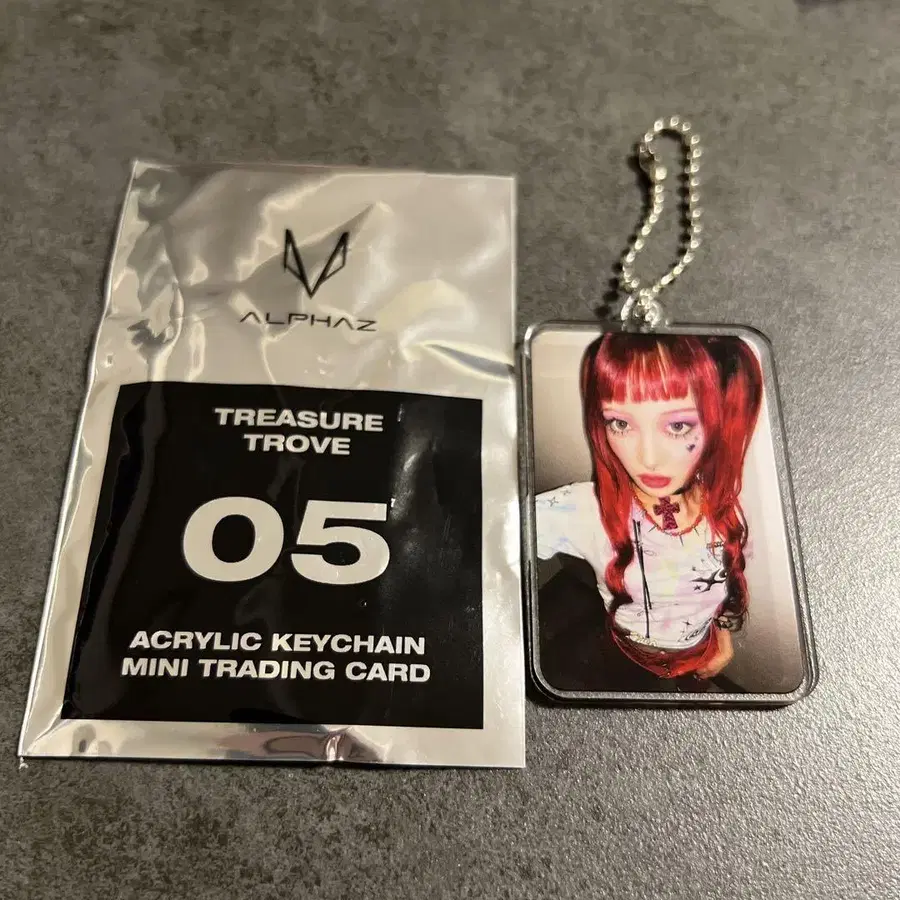 ALPHAZ
TREASURE
TROVE
05
ACRYLIC KEYCHAIN
MINI TRADING CARD